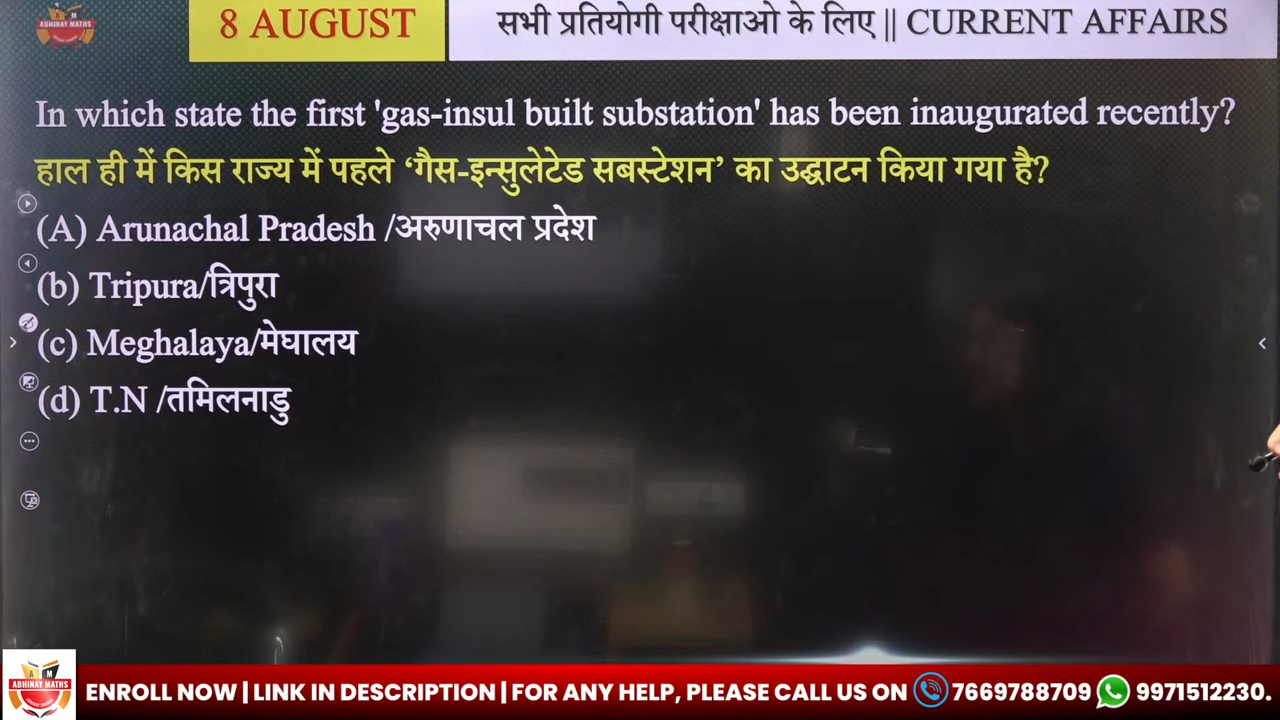 8 AUGUST
सभी प्रतियोगी परीक्षाओ के लिए || CURRENT AFFAIRS
In which state the first 'gas-insul built substation' has been inaugurated recently?
हाल ही में किस राज्य में पहले ‘गैस-इन्सुलेटेड सबस्टेशन’ का उद्घाटन किया गया है?
(A) Arunachal Pradesh /अरुणाचल प्रदेश
(b) Tripura/त्रिपुरा
(c) Meghalaya/मेघालय
(d) T.N /तमिलनाडु
A M
ABHINAY MATHS
ENROLL NOW | LINK IN DESCRIPTION | FOR ANY HELP, PLEASE CALL US ON 7669788709 9971512230.